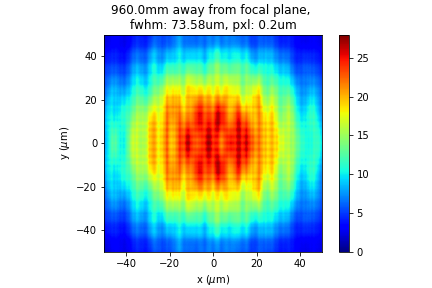 960.0mm away from focal plane,
fwhm: 73.58um, pxl: 0.2um
40
20
0
−20
−40
y (μm)
−40 −20 0 20 40
x (μm)
25
20
15
10
5
0